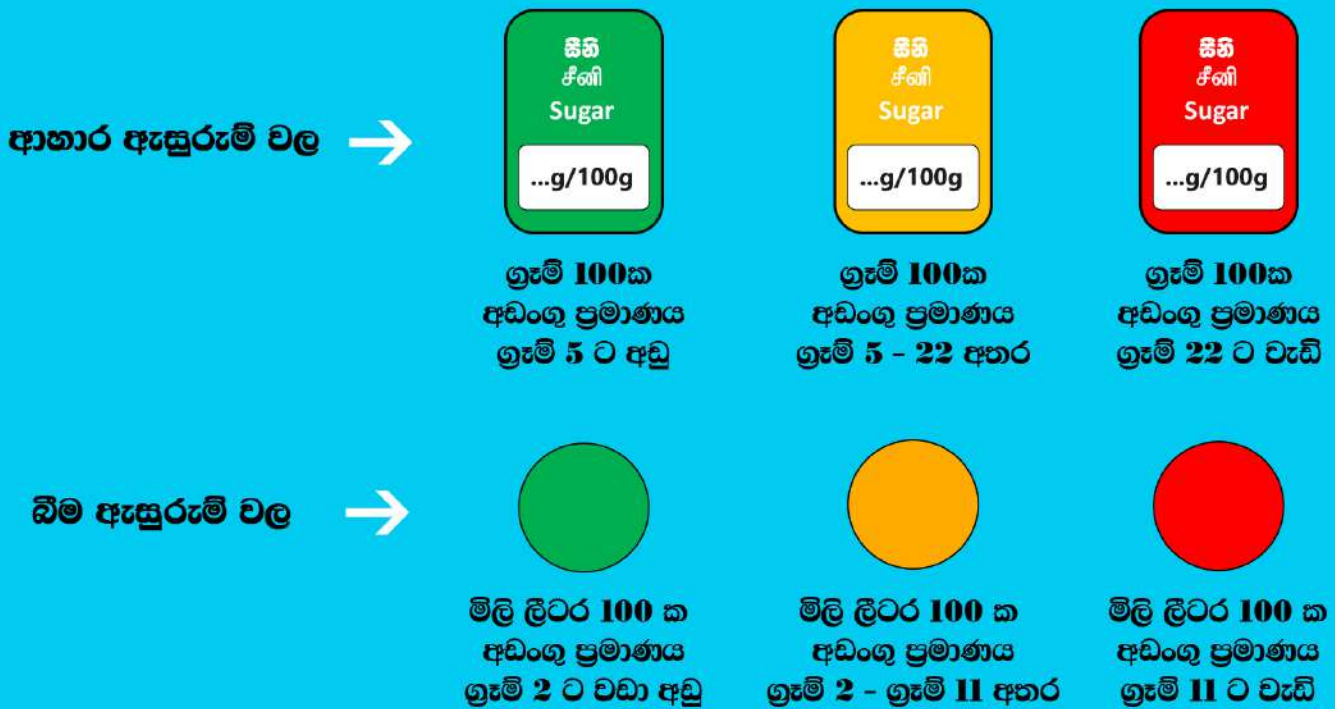 ආහාර ඇසුරුම් වල
සීනි
சீனி
Sugar
...g/100g
ග්‍රෑම් 100ක
අඩංගු ප්‍රමාණය
ග්‍රෑම් 5 ට අඩු
සීනි
சீனி
Sugar
...g/100g
ග්‍රෑම් 100ක
අඩංගු ප්‍රමාණය
ග්‍රෑම් 5 - 22 අතර
සීනි
சீனி
Sugar
...g/100g
ග්‍රෑම් 100ක
අඩංගු ප්‍රමාණය
ග්‍රෑම් 22 ට වැඩි
බීම ඇසුරුම් වල
මිලි ලීටර 100 ක
අඩංගු ප්‍රමාණය
ග්‍රෑම් 2 ට වඩා අඩු
මිලි ලීටර 100 ක
අඩංගු ප්‍රමාණය
ග්‍රෑම් 2 - ග්‍රෑම් 11 අතර
මිලි ලීටර 100 ක
අඩංගු ප්‍රමාණය
ග්‍රෑම් 11 ට වැඩි